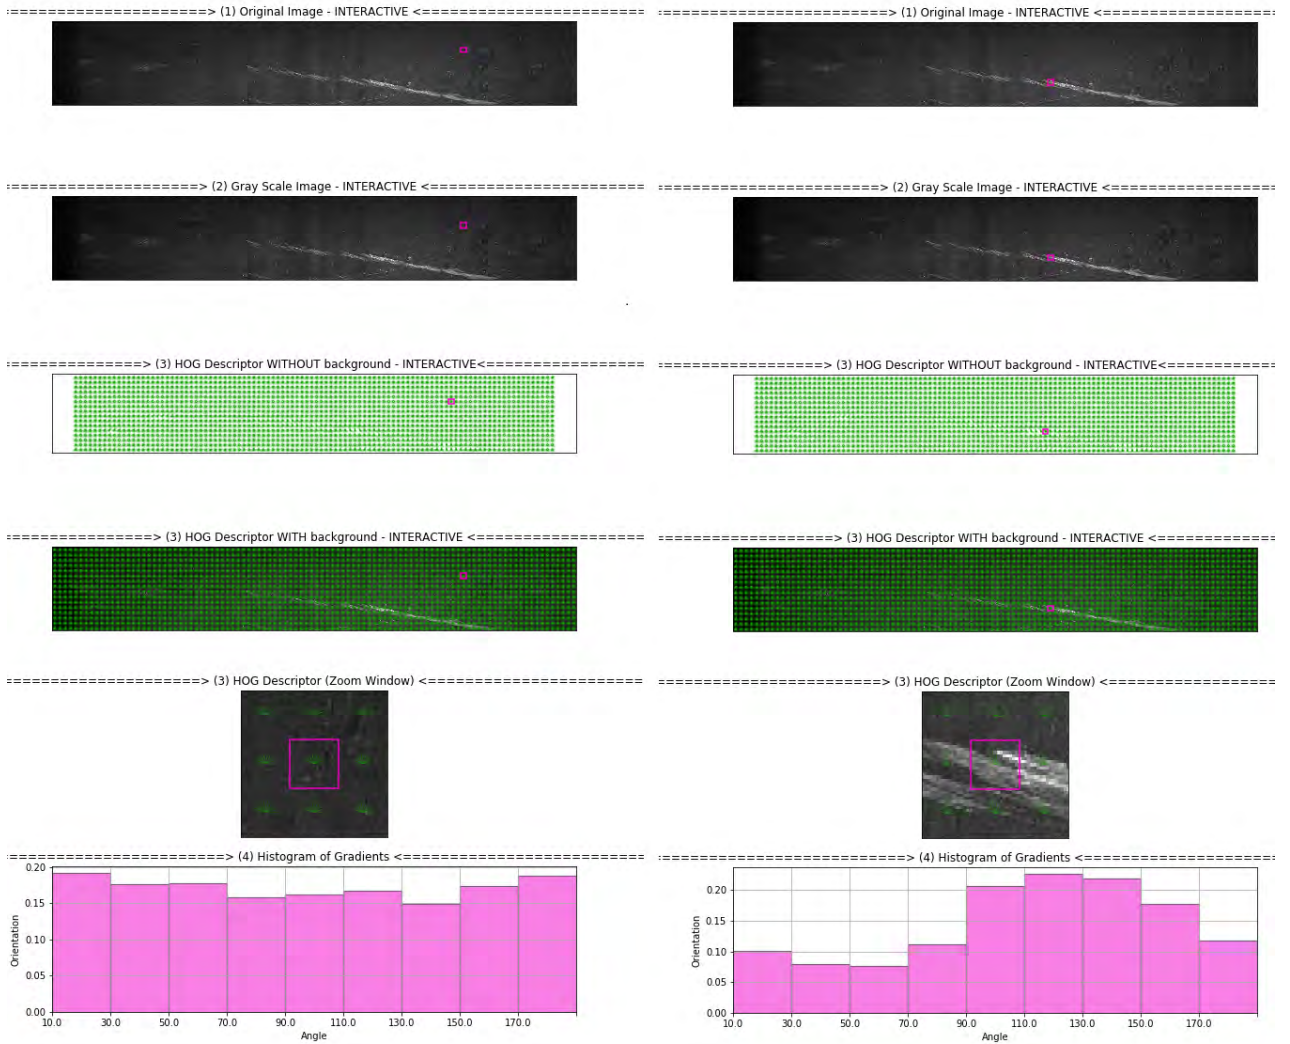 =========================> (1) Original Image - INTERACTIVE <===========================
========================> (2) Gray Scale Image - INTERACTIVE <===========================
=================> (3) HOG Descriptor WITHOUT background - INTERACTIVE<====================
==================> (3) HOG Descriptor WITH background - INTERACTIVE <=====================
========================> (3) HOG Descriptor (Zoom Window) <===========================
===========================> (4) Histogram of Gradients <==============================
0.20
0.15
0.10
0.05
0.00
Orientation
10.0 30.0 50.0 70.0 90.0 110.0 130.0 150.0 170.0
Angle
============================> (1) Original Image - INTERACTIVE <====================
===========================> (2) Gray Scale Image - INTERACTIVE <====================
=====================> (3) HOG Descriptor WITHOUT background - INTERACTIVE<============
======================> (3) HOG Descriptor WITH background - INTERACTIVE <===============
============================> (3) HOG Descriptor (Zoom Window) <=====================
===============================> (4) Histogram of Gradients <========================
0.20
0.15
0.10
0.05
0.00
Orientation
10.0 30.0 50.0 70.0 90.0 110.0 130.0 150.0 170.0
Angle